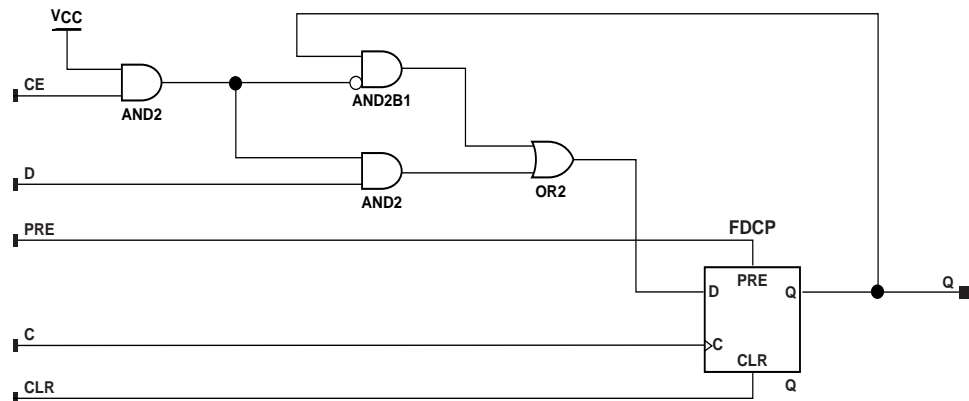 VCC
CE
AND2
AND2B1
D
AND2
OR2
PRE
FDCP
D
PRE
Q
Q
C
C
CLR
CLR
Q